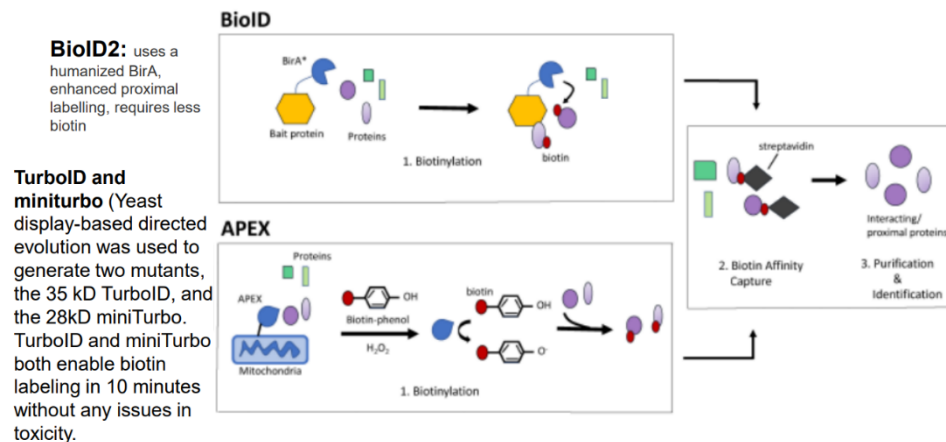 BioID2: uses a
humanized BirA,
enhanced proximal
labelling, requires less
biotin
TurboID and
miniturbo (Yeast
display-based directed
evolution was used to
generate two mutants,
the 35 kD TurboID, and
the 28kD miniTurbo.
TurboID and miniTurbo
both enable biotin
labeling in 10 minutes
without any issues in
toxicity.
BioID
BirA*
Bait protein
Proteins
1. Biotinylation
biotin
APEX
Proteins
APEX
Mitochondria
OH
Biotin-phenol
H₂O₂
biotin
OH
O·
1. Biotinylation
streptavidin
2. Biotin Affinity
Capture
Interacting/
proximal proteins
3. Purification
&
Identification